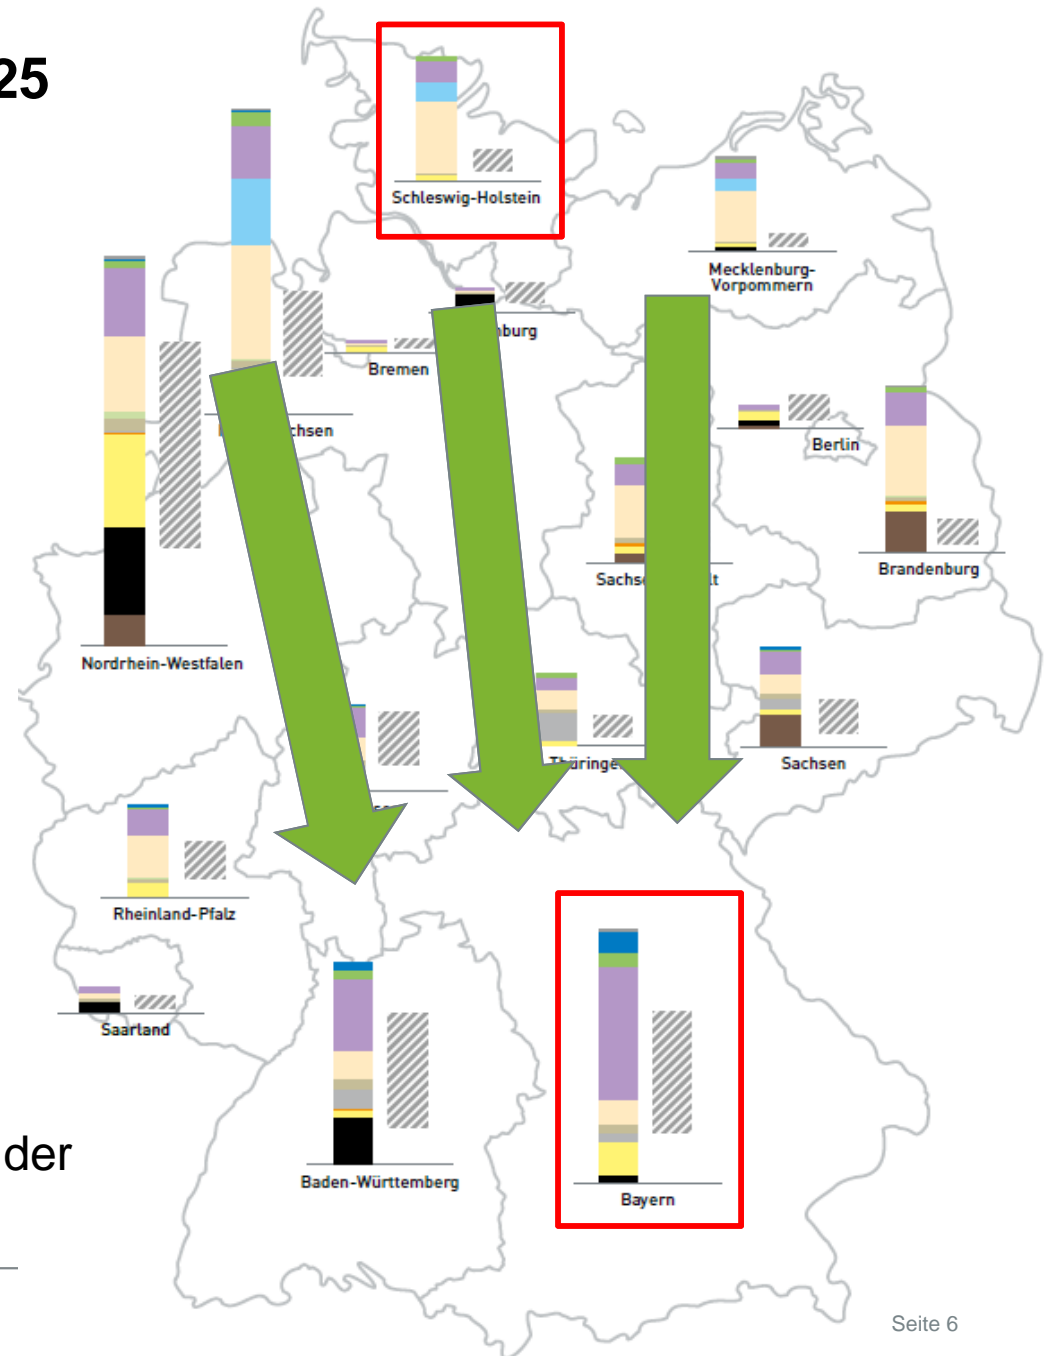 25
Schleswig-Holstein
Mecklenburg-
Vorpommern
burg
Bremen
chsen
Berlin
Brandenburg
Sachs
lt
Nordrhein-Westfalen
Thüringe
Sachsen
Rheinland-Pfalz
Saarland
der
Baden-Württemberg
Bayern
Seite 6